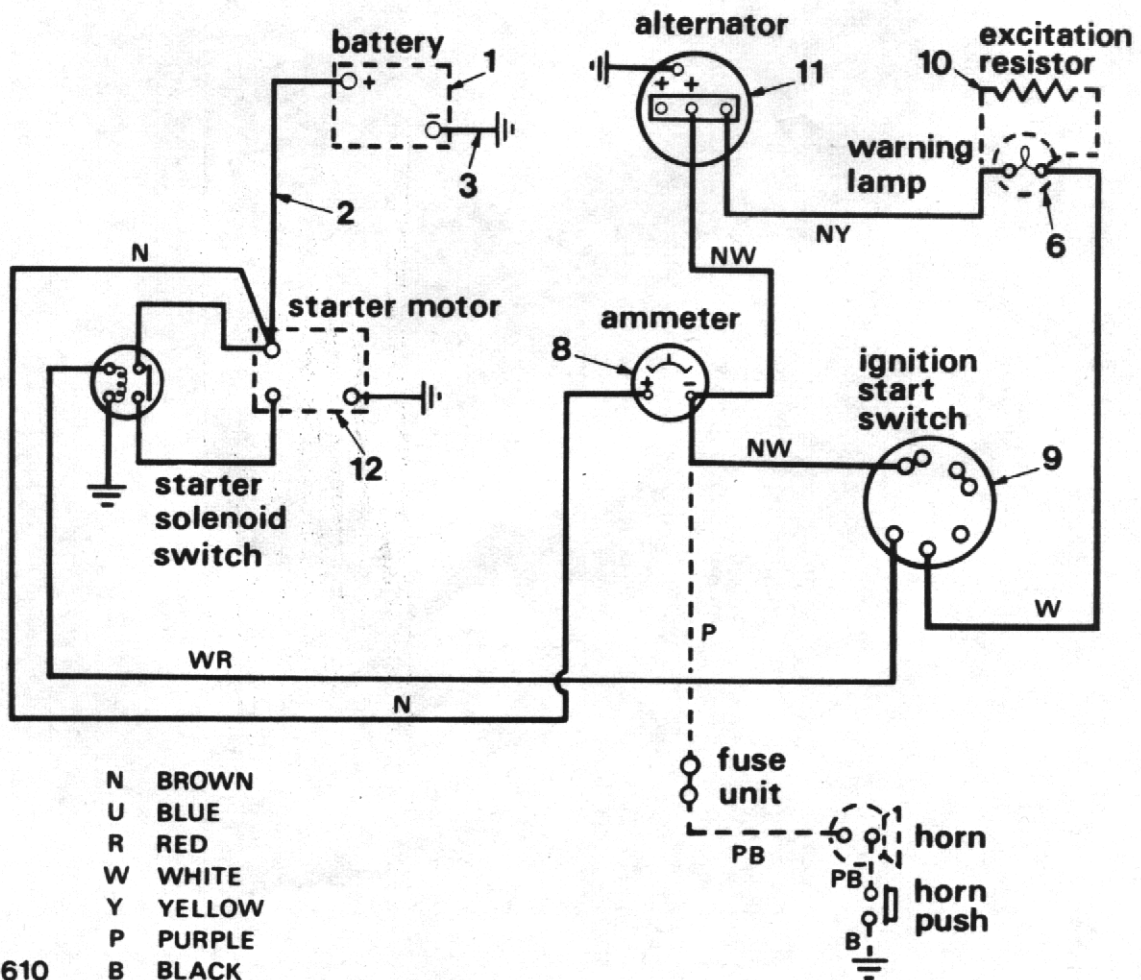 battery
1
+
-
3
2
alternator
11
+ +
10
excitation
resistor
warning
lamp
6
NY
NW
N
starter motor
12
starter
solenoid
switch
ammeter
8
+ -
NW
ignition
start
switch
9
W
WR
N
P
fuse
unit
PB
horn
PB
horn
push
B
N BROWN
U BLUE
R RED
W WHITE
Y YELLOW
P PURPLE
610 B BLACK